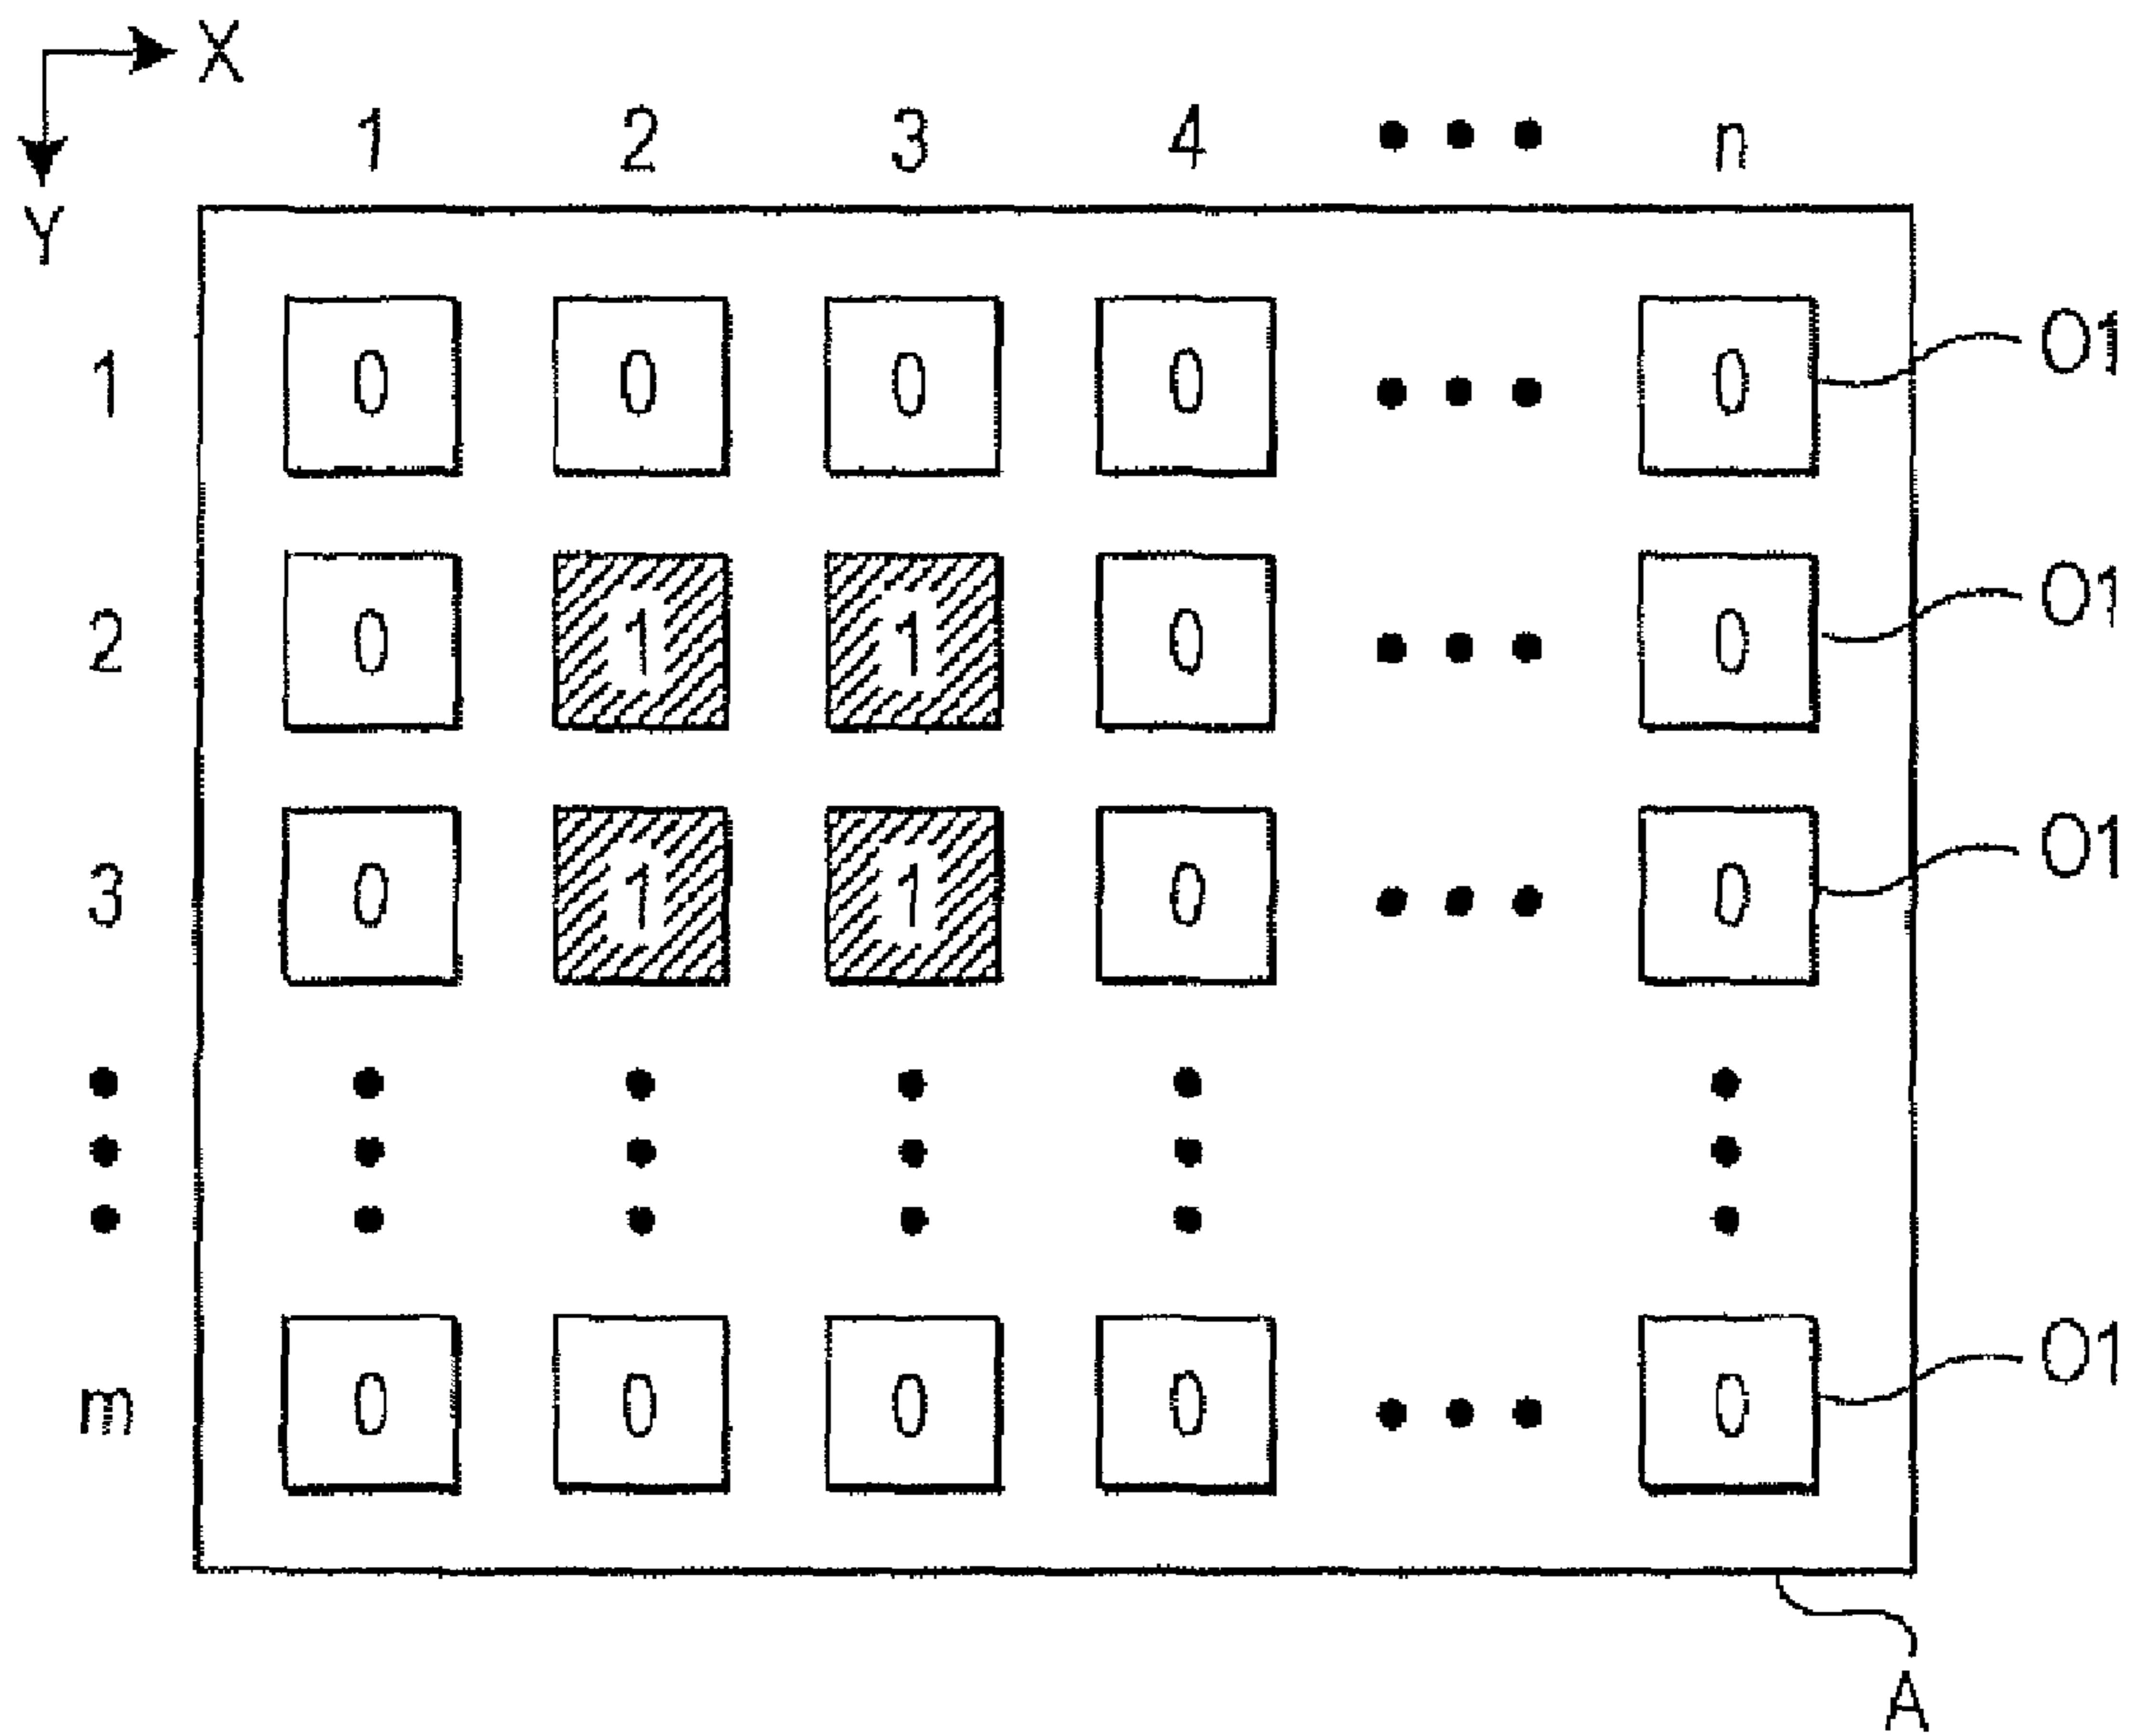 X
1 2 3 4 ••• n
Y
1 0 0 0 0 ••• 0 O1
2 0 1 1 0 ••• 0 O1
3 0 1 1 0 ••• 0 O1
m 0 0 0 0 ••• 0 O1
A